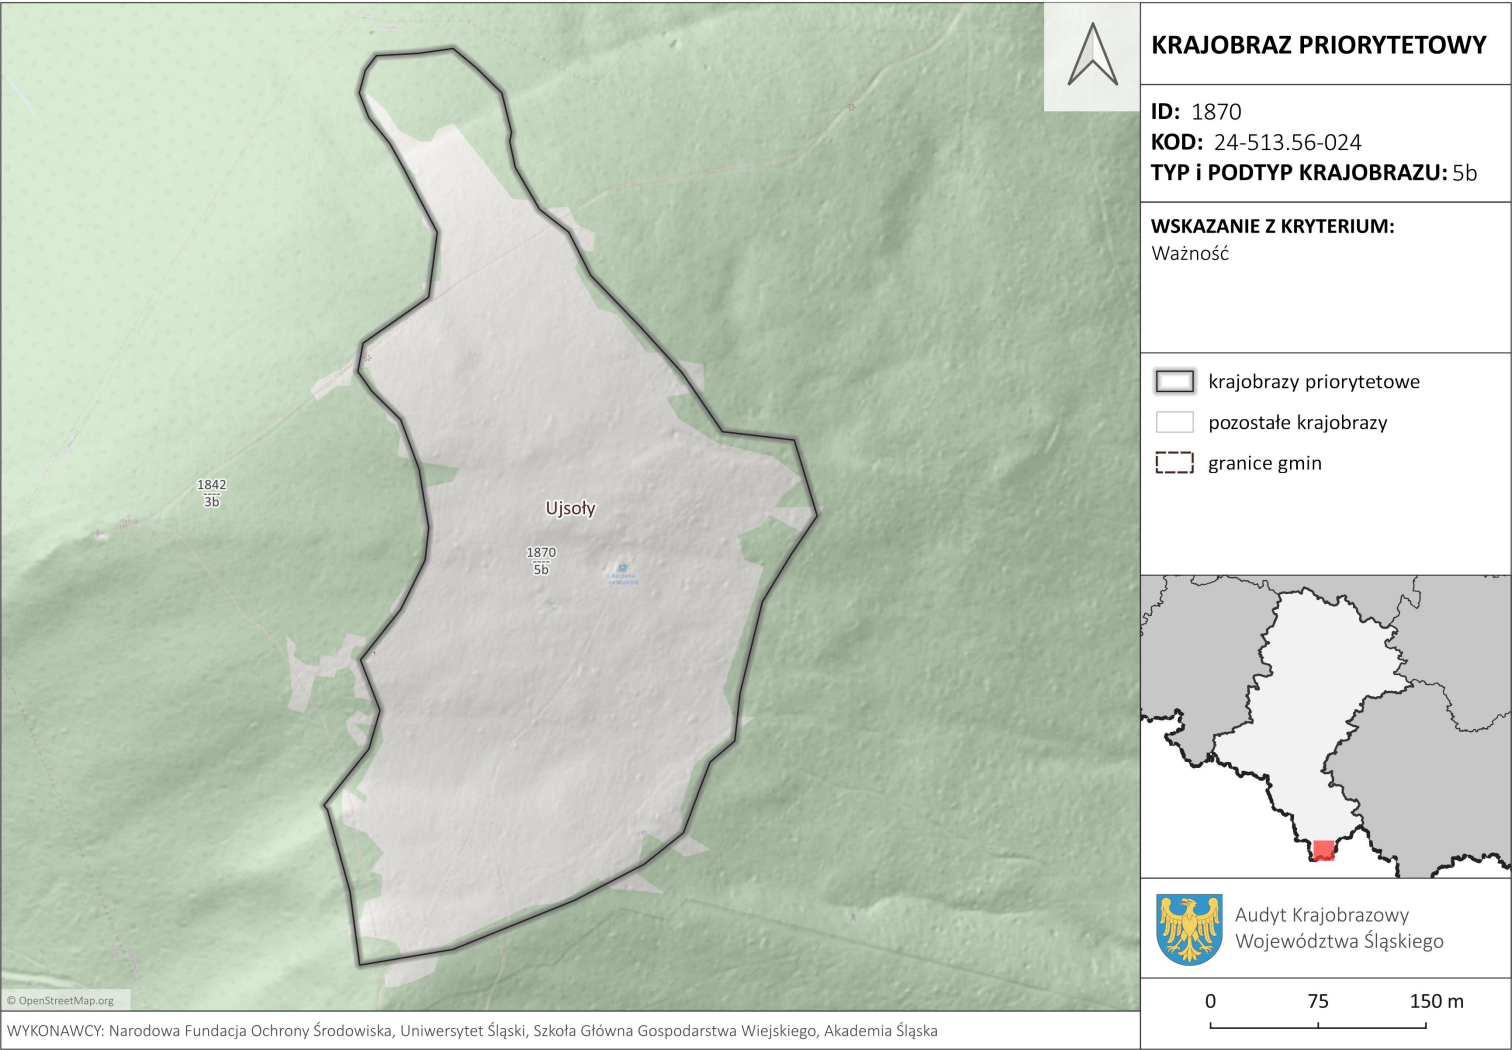 KRAJOBRAZ PRIORYTETOWY
ID: 1870
KOD: 24-513.56-024
TYP i PODTYP KRAJOBRAZU: 5b
WSKAZANIE Z KRYTERIUM:
Ważność
krajobrazy priorytetowe
pozostałe krajobrazy
granice gmin
1842
3b
Ujsoły
1870
5b
Audyt Krajobrazowy
Województwa Śląskiego
0 75 150 m
© OpenStreetMap.org
WYKONAWCY: Narodowa Fundacja Ochrony Środowiska, Uniwersytet Śląski, Szkoła Główna Gospodarstwa Wiejskiego, Akademia Śląska